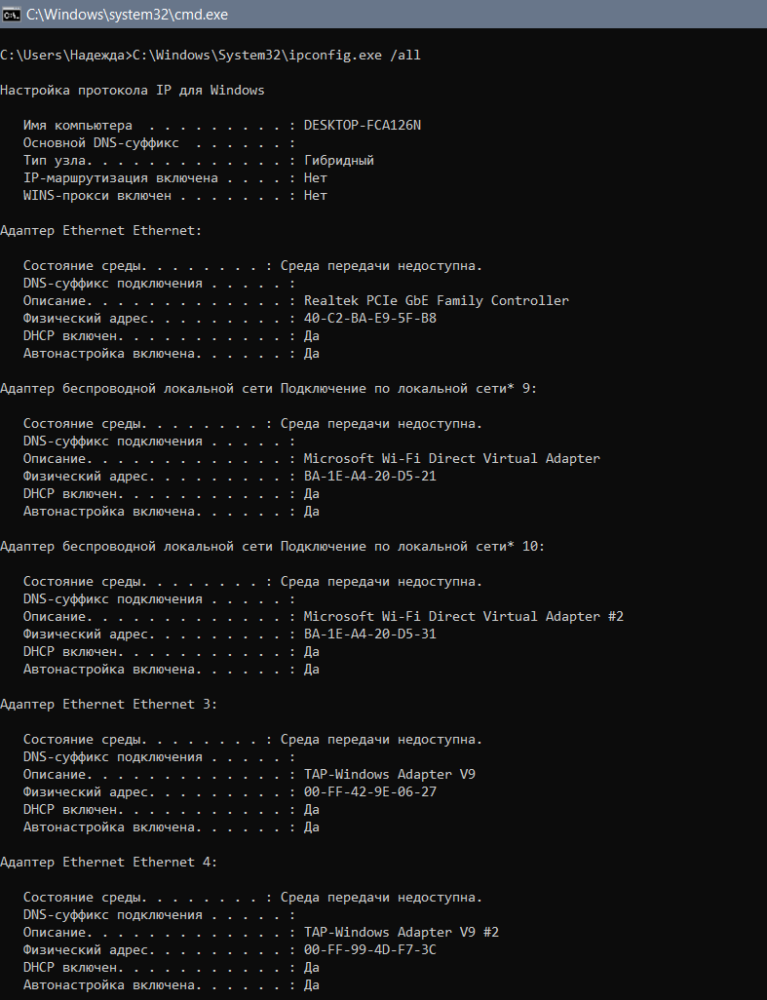 C:\Windows\system32\cmd.exe
C:\Users\Надежда>C:\Windows\System32\ipconfig.exe /all
Настройка протокола IP для Windows
Имя компьютера  . . . . . . . . . : DESKTOP-FCA126N
Основной DNS-суффикс  . . . . . . :
Тип узла. . . . . . . . . . . . . : Гибридный
IP-маршрутизация включена . . . . : Нет
WINS-прокси включен . . . . . . . : Нет
Адаптер Ethernet Ethernet:
Состояние среды. . . . . . . . : Среда передачи недоступна.
DNS-суффикс подключения . . . . . :
Описание. . . . . . . . . . . . . : Realtek PCIe GbE Family Controller
Физический адрес. . . . . . . . . : 40-C2-BA-E9-5F-B8
DHCP включен. . . . . . . . . . . : Да
Автонастройка включена. . . . . . : Да
Адаптер беспроводной локальной сети Подключение по локальной сети* 9:
Состояние среды. . . . . . . . : Среда передачи недоступна.
DNS-суффикс подключения . . . . . :
Описание. . . . . . . . . . . . . : Microsoft Wi-Fi Direct Virtual Adapter
Физический адрес. . . . . . . . . : BA-1E-A4-20-D5-21
DHCP включен. . . . . . . . . . . : Да
Автонастройка включена. . . . . . : Да
Адаптер беспроводной локальной сети Подключение по локальной сети* 10:
Состояние среды. . . . . . . . : Среда передачи недоступна.
DNS-суффикс подключения . . . . . :
Описание. . . . . . . . . . . . . : Microsoft Wi-Fi Direct Virtual Adapter #2
Физический адрес. . . . . . . . . : BA-1E-A4-20-D5-31
DHCP включен. . . . . . . . . . . : Да
Автонастройка включена. . . . . . : Да
Адаптер Ethernet Ethernet 3:
Состояние среды. . . . . . . . : Среда передачи недоступна.
DNS-суффикс подключения . . . . . :
Описание. . . . . . . . . . . . . : TAP-Windows Adapter V9
Физический адрес. . . . . . . . . : 00-FF-42-9E-06-27
DHCP включен. . . . . . . . . . . : Да
Автонастройка включена. . . . . . : Да
Адаптер Ethernet Ethernet 4:
Состояние среды. . . . . . . . : Среда передачи недоступна.
DNS-суффикс подключения . . . . . :
Описание. . . . . . . . . . . . . : TAP-Windows Adapter V9 #2
Физический адрес. . . . . . . . . : 00-FF-99-4D-F7-3C
DHCP включен. . . . . . . . . . . : Да
Автонастройка включена. . . . . . : Да